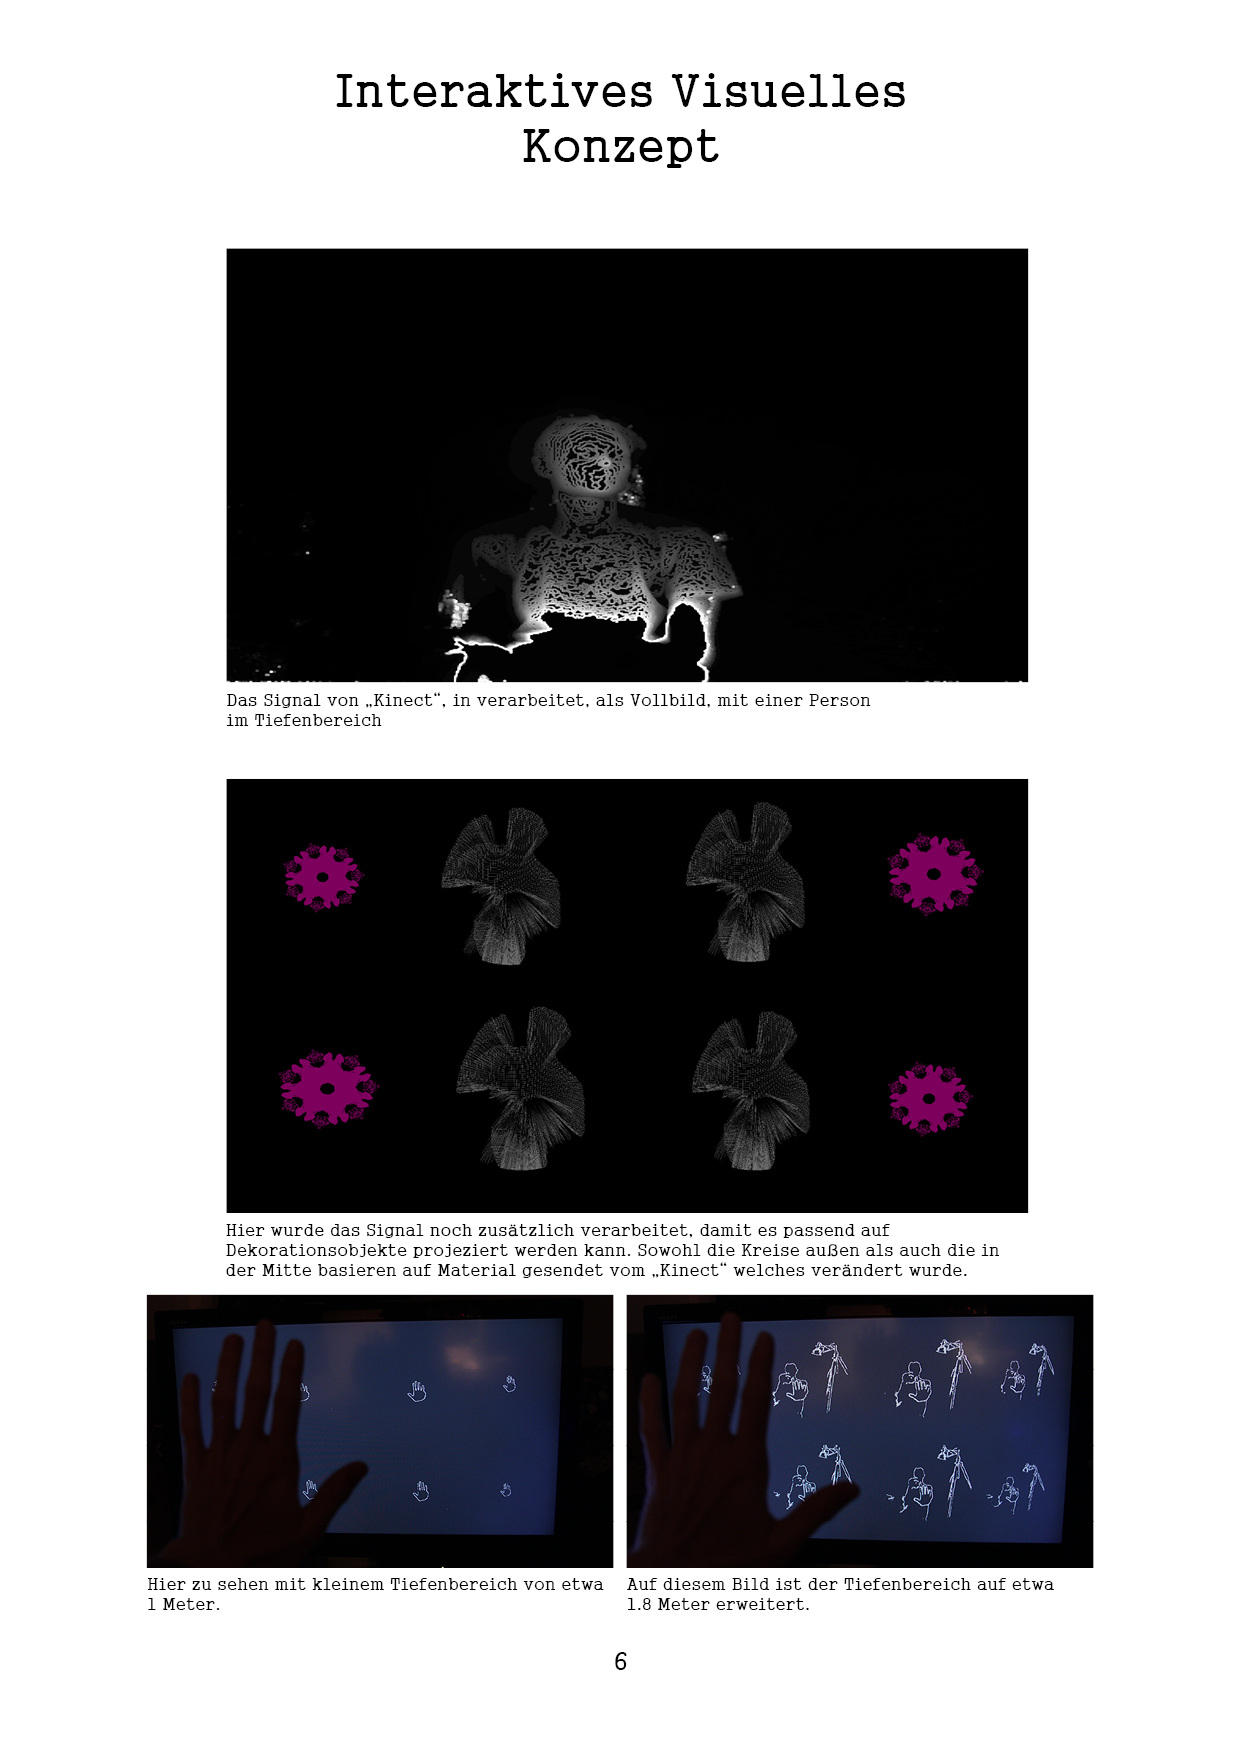 Interaktives Visuelles
Konzept
Das Signal von „Kinect“, in verarbeitet, als Vollbild, mit einer Person
im Tiefenbereich
Hier wurde das Signal noch zusätzlich verarbeitet, damit es passend auf
Dekorationsobjekte projeziert werden kann. Sowohl die Kreise außen als auch die in
der Mitte basieren auf Material gesendet vom „Kinect“ welches verändert wurde.
Hier zu sehen mit kleinem Tiefenbereich von etwa
1 Meter.
Auf diesem Bild ist der Tiefenbereich auf etwa
1.8 Meter erweitert.
6